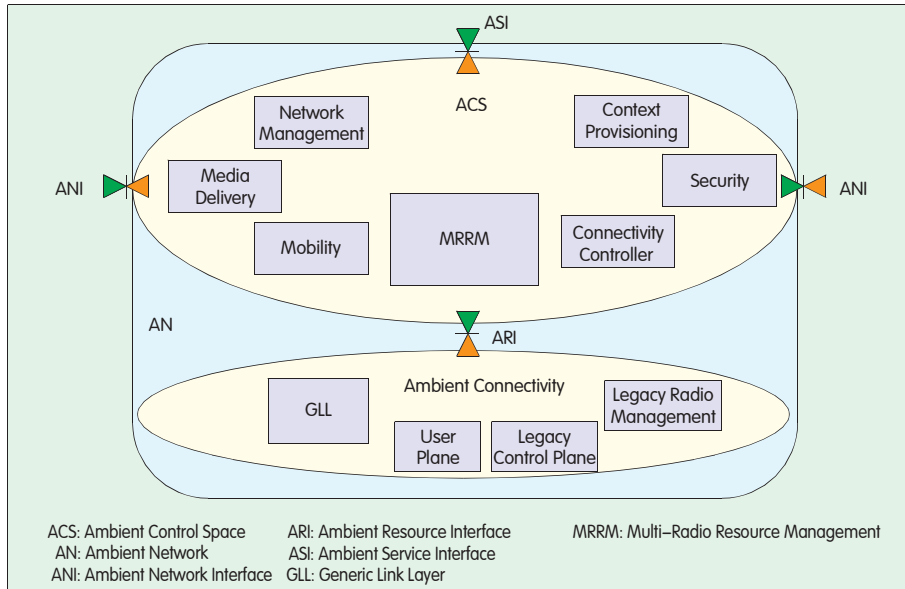 ASI
ACS
Network
Management
Context
Provisioning
Media
Delivery
Security
ANI
ANI
Mobility
MRRM
Connectivity
Controller
AN
ARI
Ambient Connectivity
GLL
Legacy Radio
Management
User
Plane
Legacy
Control Plane
ACS: Ambient Control Space
AN: Ambient Network
ANI: Ambient Network Interface
ARI: Ambient Resource Interface
ASI: Ambient Service Interface
GLL: Generic Link Layer
MRRM: Multi–Radio Resource Management